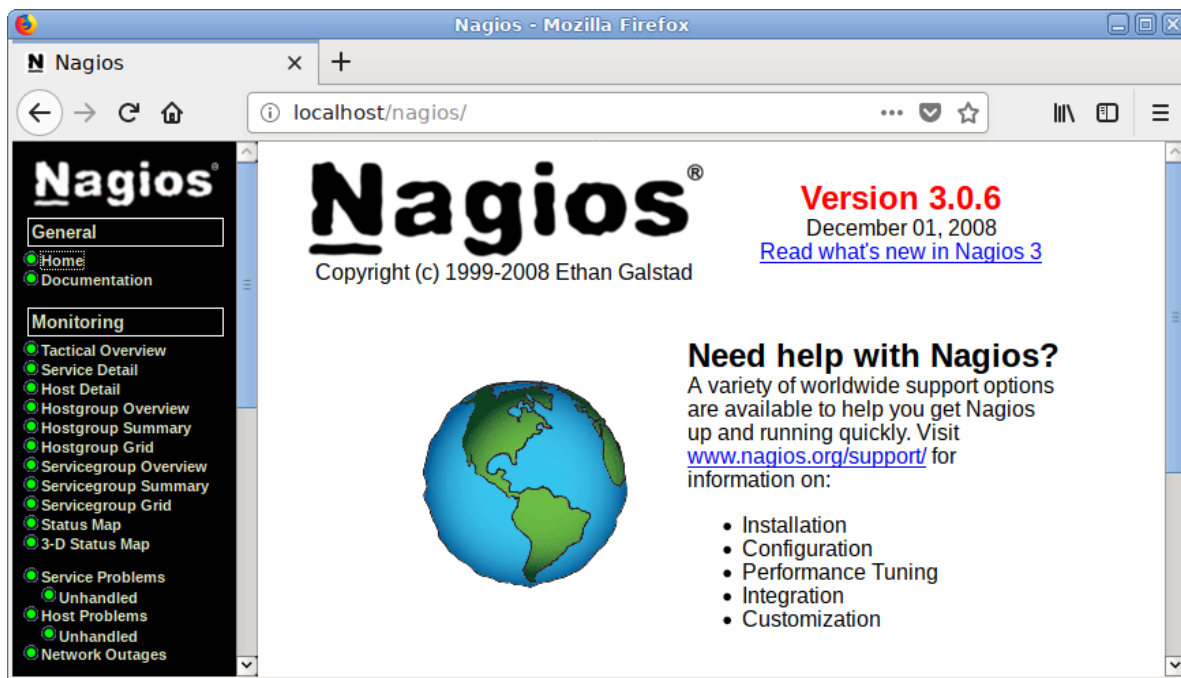 Nagios - Mozilla Firefox
Nagios
localhost/nagios/
Nagios®
General
Home
Documentation
Monitoring
Tactical Overview
Service Detail
Host Detail
Hostgroup Overview
Hostgroup Summary
Hostgroup Grid
Servicegroup Overview
Servicegroup Summary
Servicegroup Grid
Status Map
3-D Status Map
Service Problems
Unhandled
Host Problems
Unhandled
Network Outages
Nagios®
Copyright (c) 1999-2008 Ethan Galstad
Version 3.0.6
December 01, 2008
Read what's new in Nagios 3
Need help with Nagios?
A variety of worldwide support options
are available to help you get Nagios
up and running quickly. Visit
www.nagios.org/support/ for
information on:
• Installation
• Configuration
• Performance Tuning
• Integration
• Customization